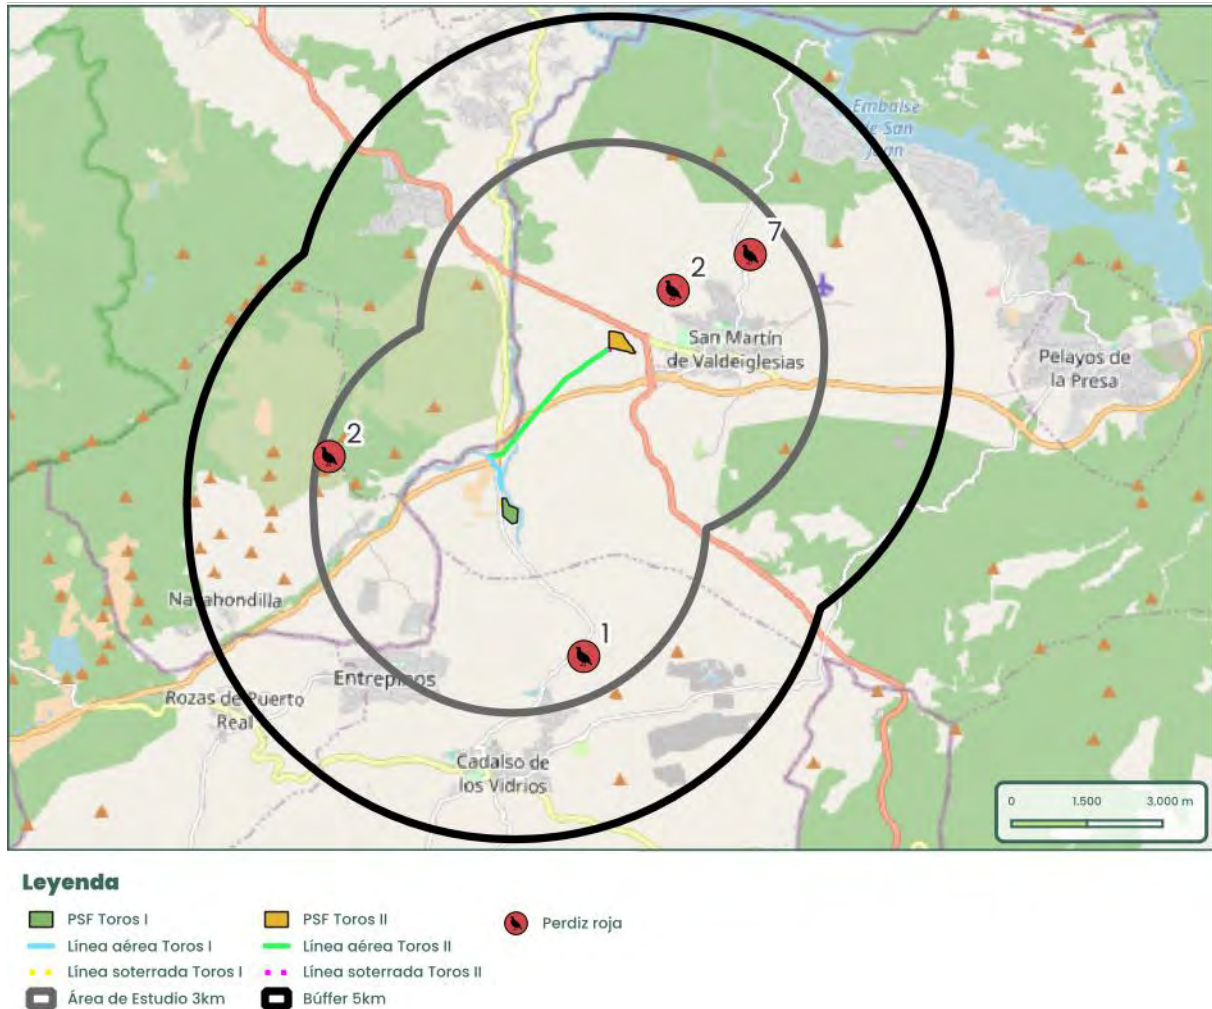 Embalse
de San
Juan
7
2
San Martín
de Valdeiglesias
Pelayos de
la Presa
2
Navahondilla
1
Entrepinos
Rozas de Puerto
Real
Cadalso de
los Vidrios
0 1.500 3.000 m
Leyenda
PSF Toros I
PSF Toros II
Perdiz roja
Línea aérea Toros I
Línea aérea Toros II
Línea soterrada Toros I
Línea soterrada Toros II
Área de Estudio 3km
Búffer 5km